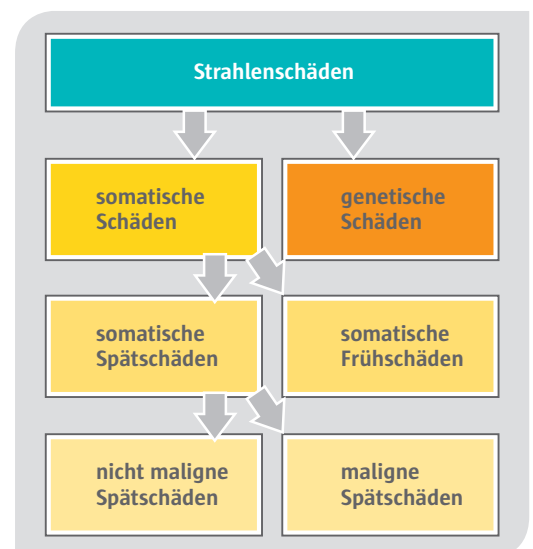 Strahlenschäden
somatische
Schäden
genetische
Schäden
somatische
Spätschäden
somatische
Frühschäden
nicht maligne
Spätschäden
maligne
Spätschäden